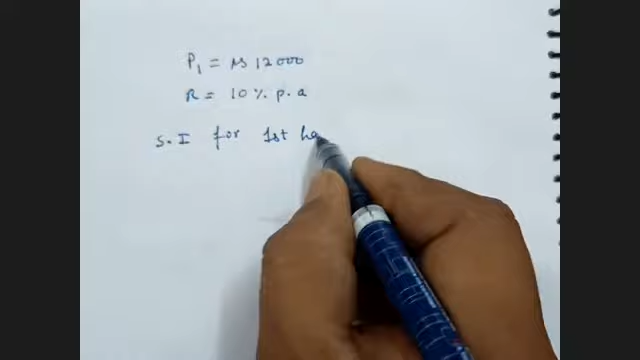 P₁ = Rs 12000
R = 10 % p.a
S.I for 1st ha